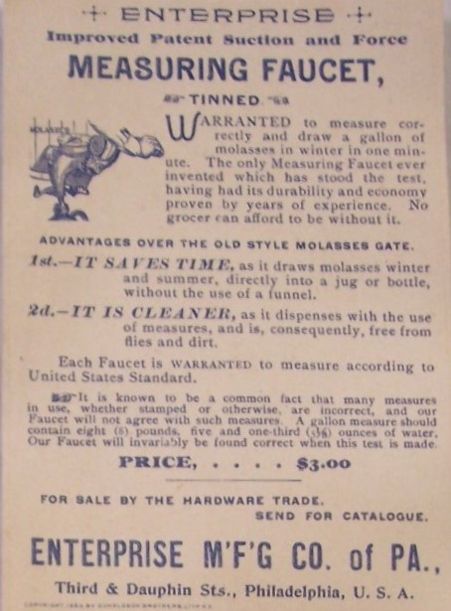 ENTERPRISE
Improved Patent Suction and Force
MEASURING FAUCET,
TINNED.
WARRANTED to measure cor-
rectly and draw a gallon of
molasses in winter in one min-
ute. The only Measuring Faucet ever
invented which has stood the test,
having had its durability and economy
proven by years of experience. No
grocer can afford to be without it.
MOLASSES
ADVANTAGES OVER THE OLD STYLE MOLASSES GATE.
1st.—IT SAVES TIME, as it draws molasses winter
and summer, directly into a jug or bottle,
without the use of a funnel.
2d.—IT IS CLEANER, as it dispenses with the use
of measures, and is, consequently, free from
flies and dirt.
Each Faucet is WARRANTED to measure according to
United States Standard.
It is known to be a common fact that many measures
in use, whether stamped or otherwise, are incorrect, and our
Faucet will not agree with such measures. A gallon measure should
contain eight (8) pounds, five and one-third (5⅓) ounces of water.
Our Faucet will invariably be found correct when this test is made.
PRICE, . . . . $3.00
FOR SALE BY THE HARDWARE TRADE.
SEND FOR CATALOGUE.
ENTERPRISE M'F'G CO. of PA.,
Third & Dauphin Sts., Philadelphia, U. S. A.
COPYRIGHT BY DONALDSON BROTHERS